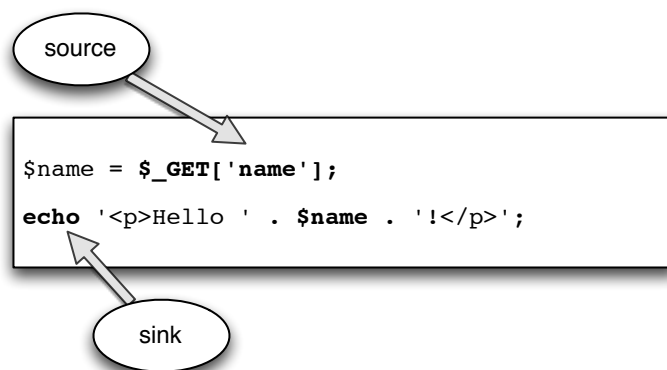 source
$name = $_GET['name'];
echo '<p>Hello ' . $name . '!</p>';
sink